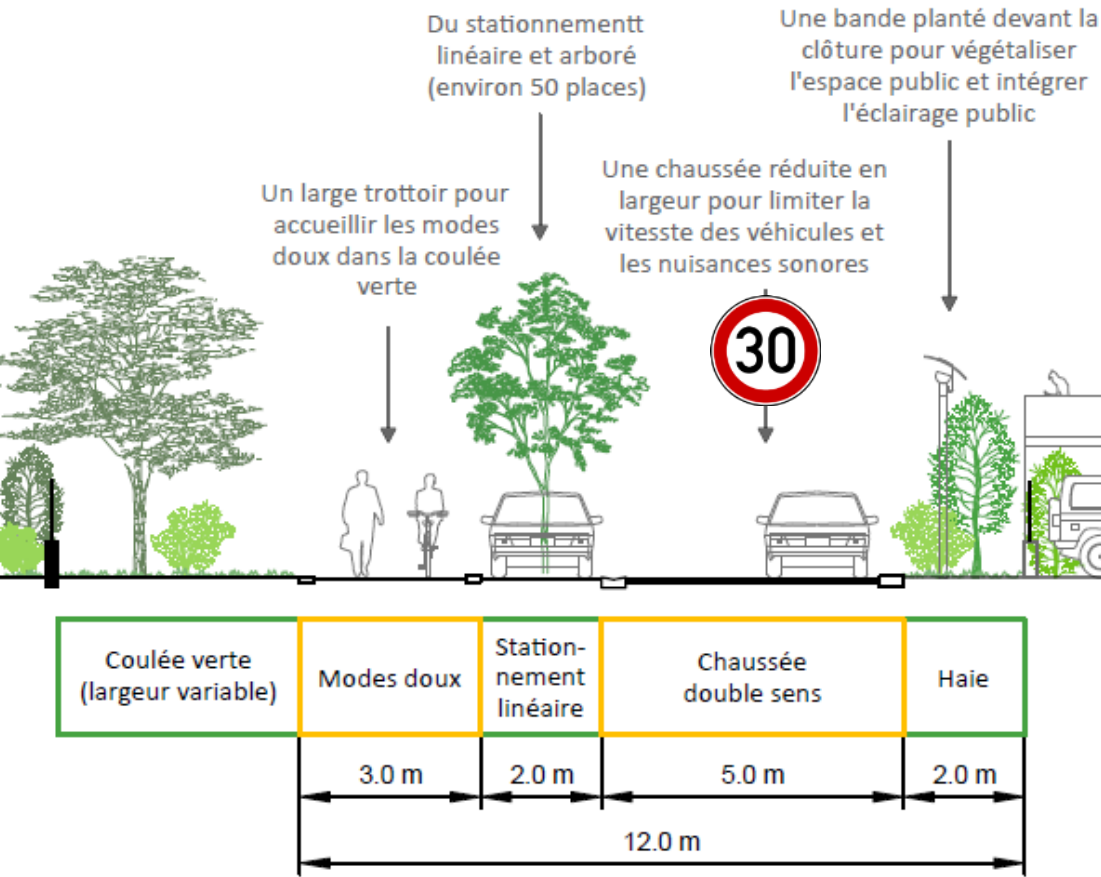 Du stationnementt
linéaire et arboré
(environ 50 places)
Une bande planté devant la
clôture pour végétaliser
l'espace public et intégrer
l'éclairage public
Un large trottoir pour
accueillir les modes
doux dans la coulée
verte
Une chaussée réduite en
largeur pour limiter la
vitesste des véhicules et
les nuisances sonores
30
Coulée verte
(largeur variable)
Modes doux
Station-
nement
linéaire
Chaussée
double sens
Haie
3.0 m
2.0 m
5.0 m
2.0 m
12.0 m